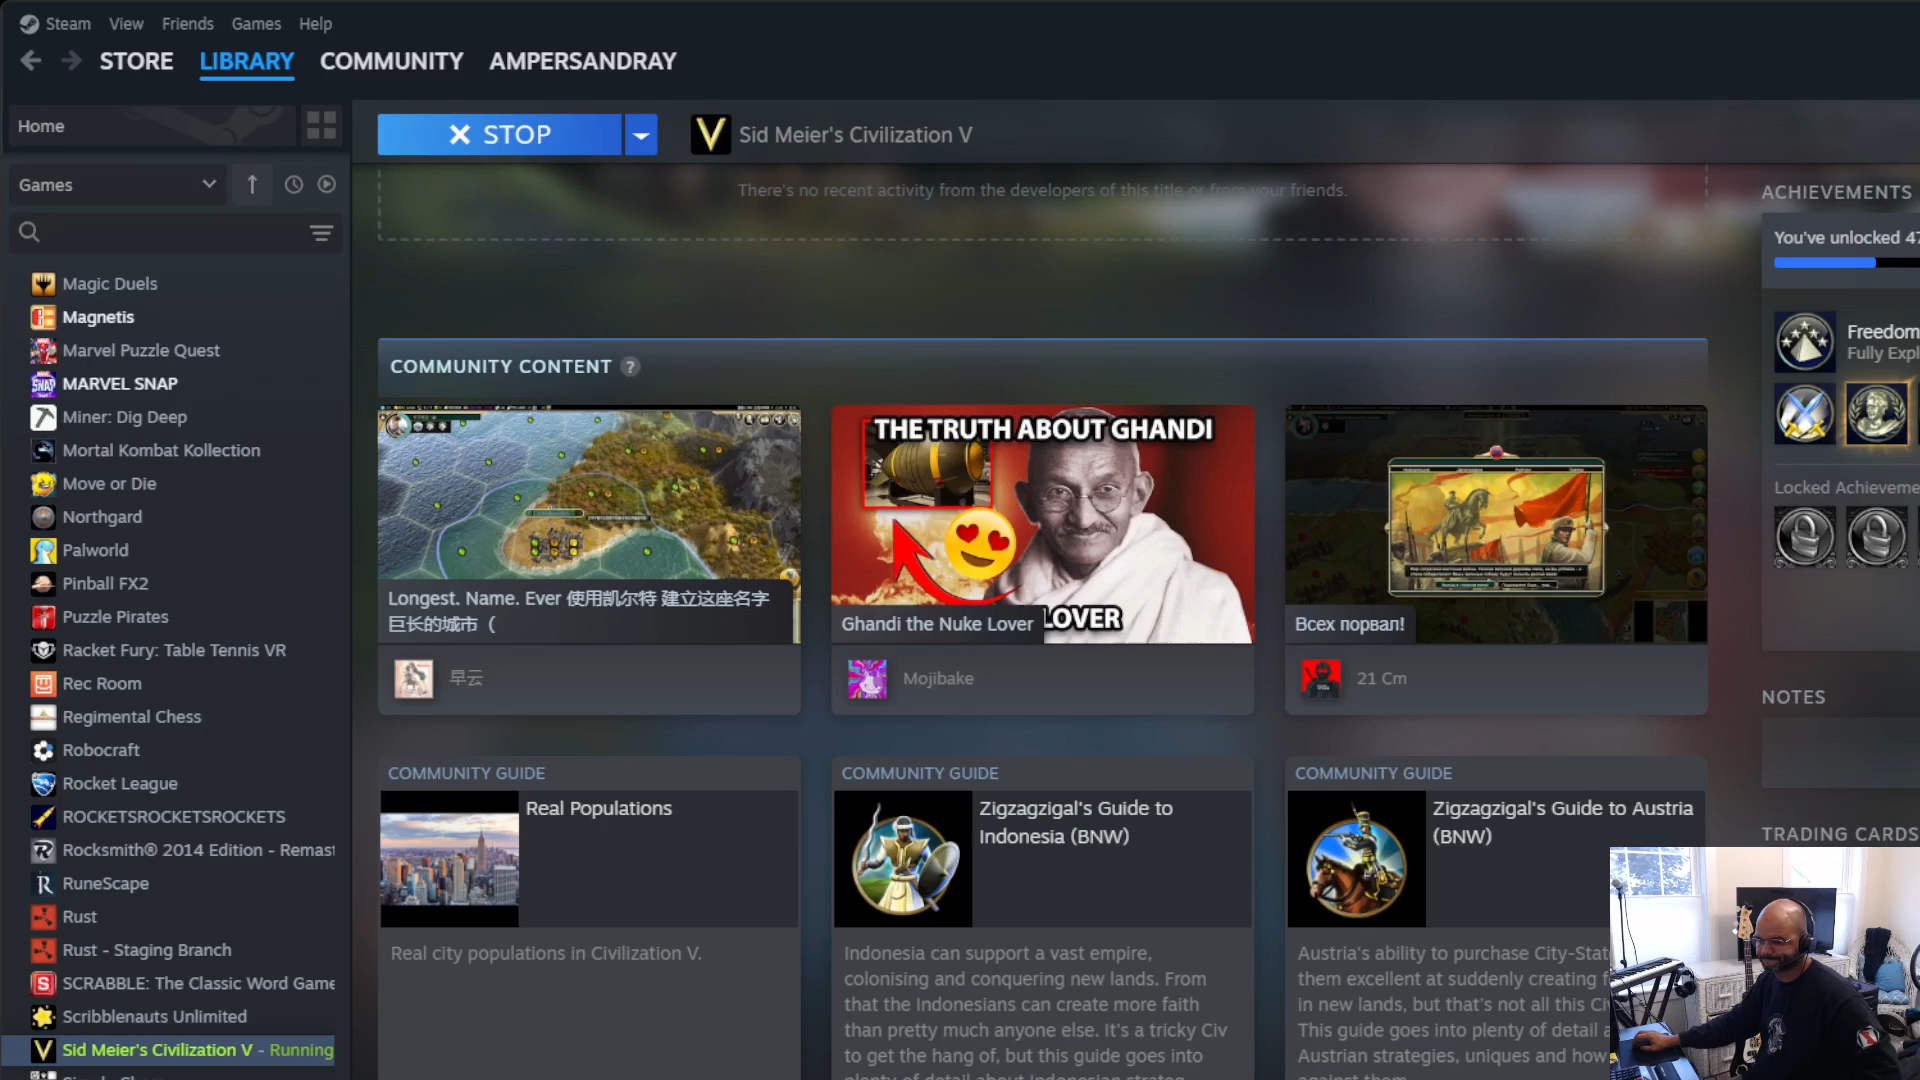 Steam View Friends Games Help
STORE LIBRARY COMMUNITY AMPERSANDRAY
Home
STOP
Sid Meier's Civilization V
Games
There's no recent activity from the developers of this title or from your friends.
ACHIEVEMENTS
You've unlocked 47
Freedom
Fully Expl
Locked Achieveme
NOTES
TRADING CARDS
Magic Duels
Magnetis
Marvel Puzzle Quest
MARVEL SNAP
Miner: Dig Deep
Mortal Kombat Kollection
Move or Die
Northgard
Palworld
Pinball FX2
Puzzle Pirates
Racket Fury: Table Tennis VR
Rec Room
Regimental Chess
Robocraft
Rocket League
ROCKETSROCKETSROCKETS
Rocksmith® 2014 Edition - Remast
RuneScape
Rust
Rust - Staging Branch
SCRABBLE: The Classic Word Game
Scribblenauts Unlimited
Sid Meier's Civilization V - Running
COMMUNITY CONTENT ?
Longest. Name. Ever 使用凯尔特 建立这座名字
巨长的城市（
早云
THE TRUTH ABOUT GHANDI
LOVER
Ghandi the Nuke Lover
Mojibake
Всех порвал!
21 Cm
COMMUNITY GUIDE
Real Populations
Real city populations in Civilization V.
COMMUNITY GUIDE
Zigzagzigal's Guide to
Indonesia (BNW)
Indonesia can support a vast empire,
colonising and conquering new lands. From
that the Indonesians can create more faith
than pretty much anyone else. It's a tricky Civ
to get the hang of, but this guide goes into
plenty of detail about Indonesian strateg
COMMUNITY GUIDE
Zigzagzigal's Guide to Austria
(BNW)
Austria's ability to purchase City-Stat
them excellent at suddenly creating f
in new lands, but that's not all this Ci
This guide goes into plenty of detail a
Austrian strategies, uniques and how
against them